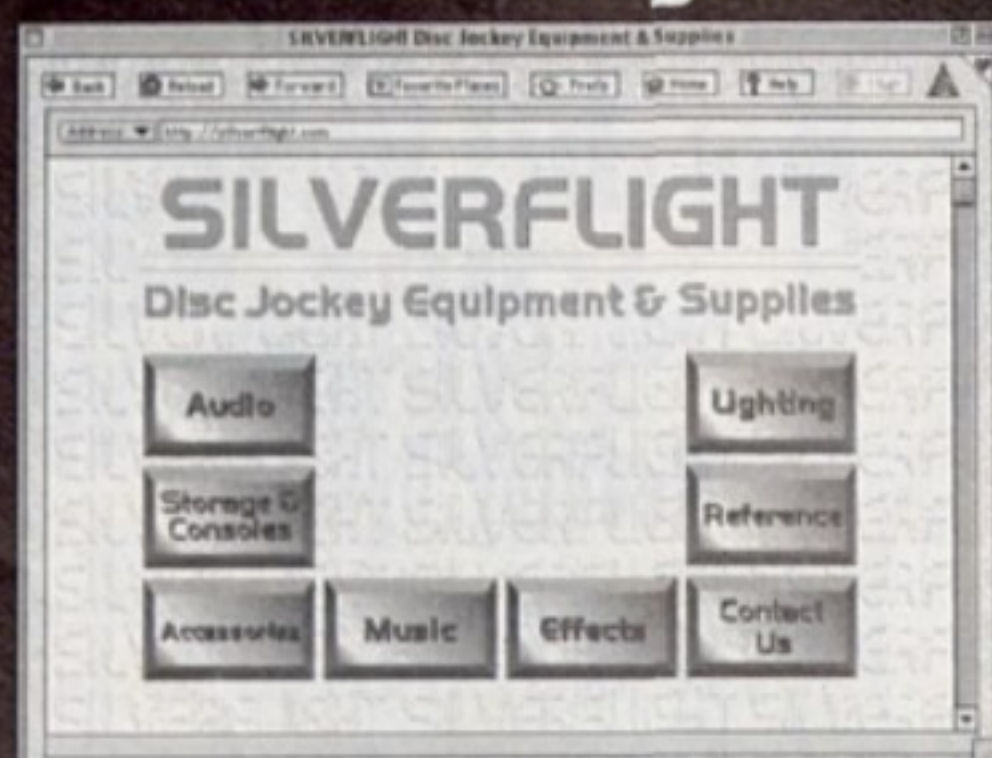 SILVERFLIGHT Disc Jockey Equipment & Supplies
Back Reload Forward Favorite Places Prefs Home Help
Address http://silverflight.com
SILVERFLIGHT
Disc Jockey Equipment & Supplies
Audio
Lighting
Storage & Consoles
Reference
Accessories
Music
Effects
Contact Us